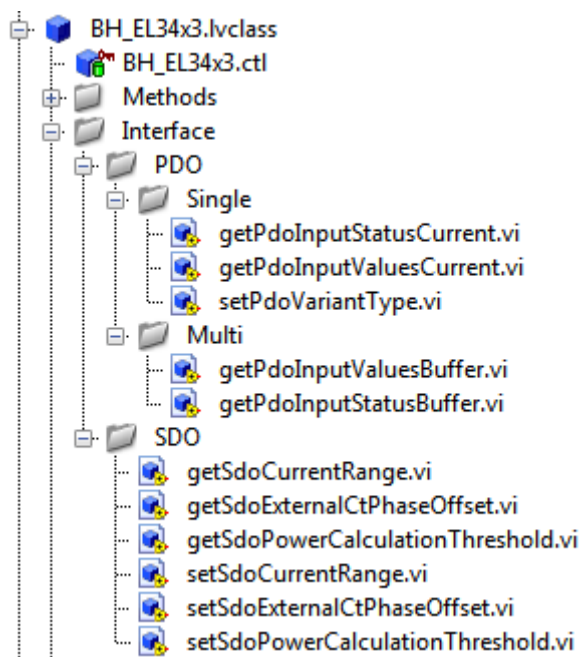 BH_EL34x3.lvclass
BH_EL34x3.ctl
Methods
Interface
PDO
Single
getPdoInputStatusCurrent.vi
getPdoInputValuesCurrent.vi
setPdoVariantType.vi
Multi
getPdoInputValuesBuffer.vi
getPdoInputStatusBuffer.vi
SDO
getSdoCurrentRange.vi
getSdoExternalCtPhaseOffset.vi
getSdoPowerCalculationThreshold.vi
setSdoCurrentRange.vi
setSdoExternalCtPhaseOffset.vi
setSdoPowerCalculationThreshold.vi